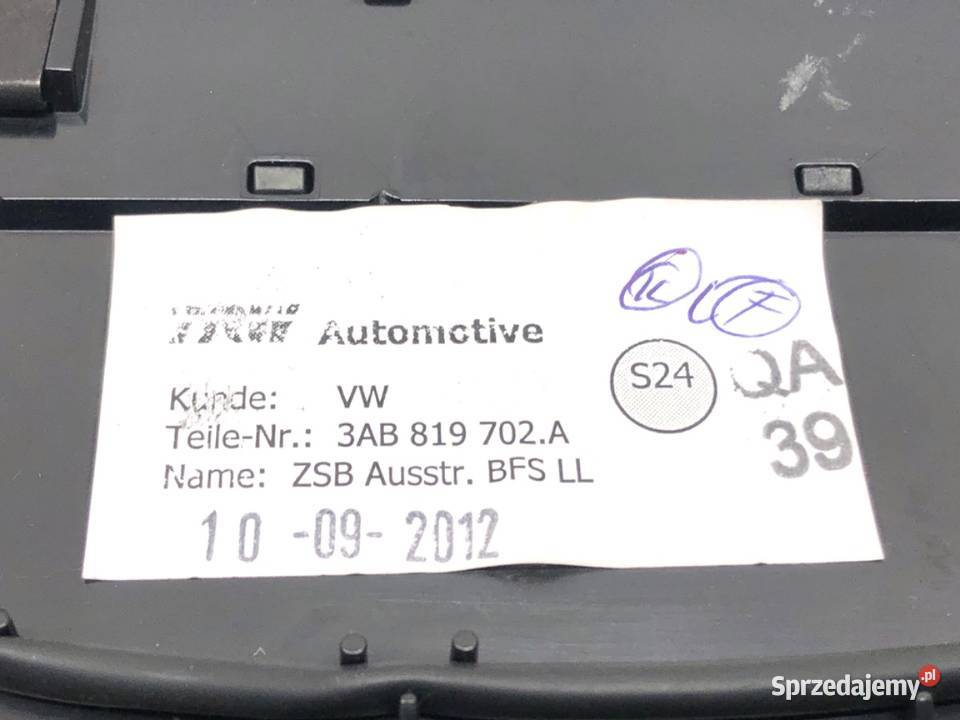 TRW Automotive
Kunde: VW
Teile-Nr.: 3AB 819 702.A
Name: ZSB Ausstr. BFS LL
10 -09- 2012
S24
QA
39
Sprzedajemy.pl